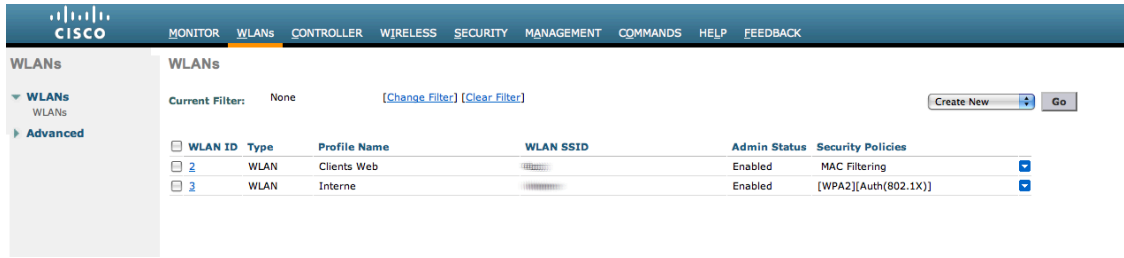 CISCO
MONITOR WLANs CONTROLLER WIRELESS SECURITY MANAGEMENT COMMANDS HELP FEEDBACK
WLANs
WLANs
WLANs
Advanced
WLANs
Current Filter: None [Change Filter] [Clear Filter]
Create New Go
WLAN ID Type Profile Name WLAN SSID Admin Status Security Policies
2 WLAN Clients Web Enabled MAC Filtering
3 WLAN Interne Enabled [WPA2][Auth(802.1X)]